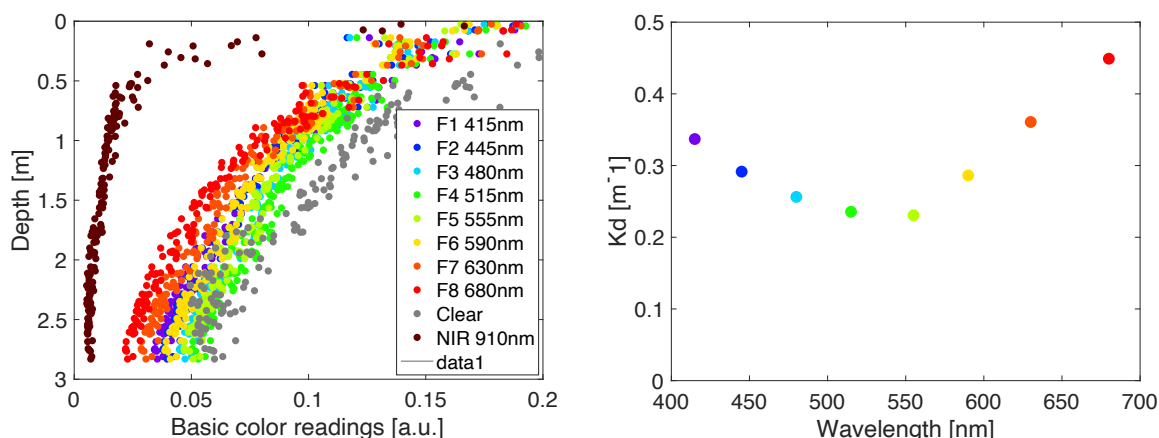 0
0.5
1
1.5
2
2.5
3
Depth [m]
0
0.05
0.1
0.15
0.2
Basic color readings [a.u.]
F1 415nm
F2 445nm
F3 480nm
F4 515nm
F5 555nm
F6 590nm
F7 630nm
F8 680nm
Clear
NIR 910nm
data1
0.5
0.4
0.3
0.2
0.1
0
Kd [m-1]
400
450
500
550
600
650
700
Wavelength [nm]